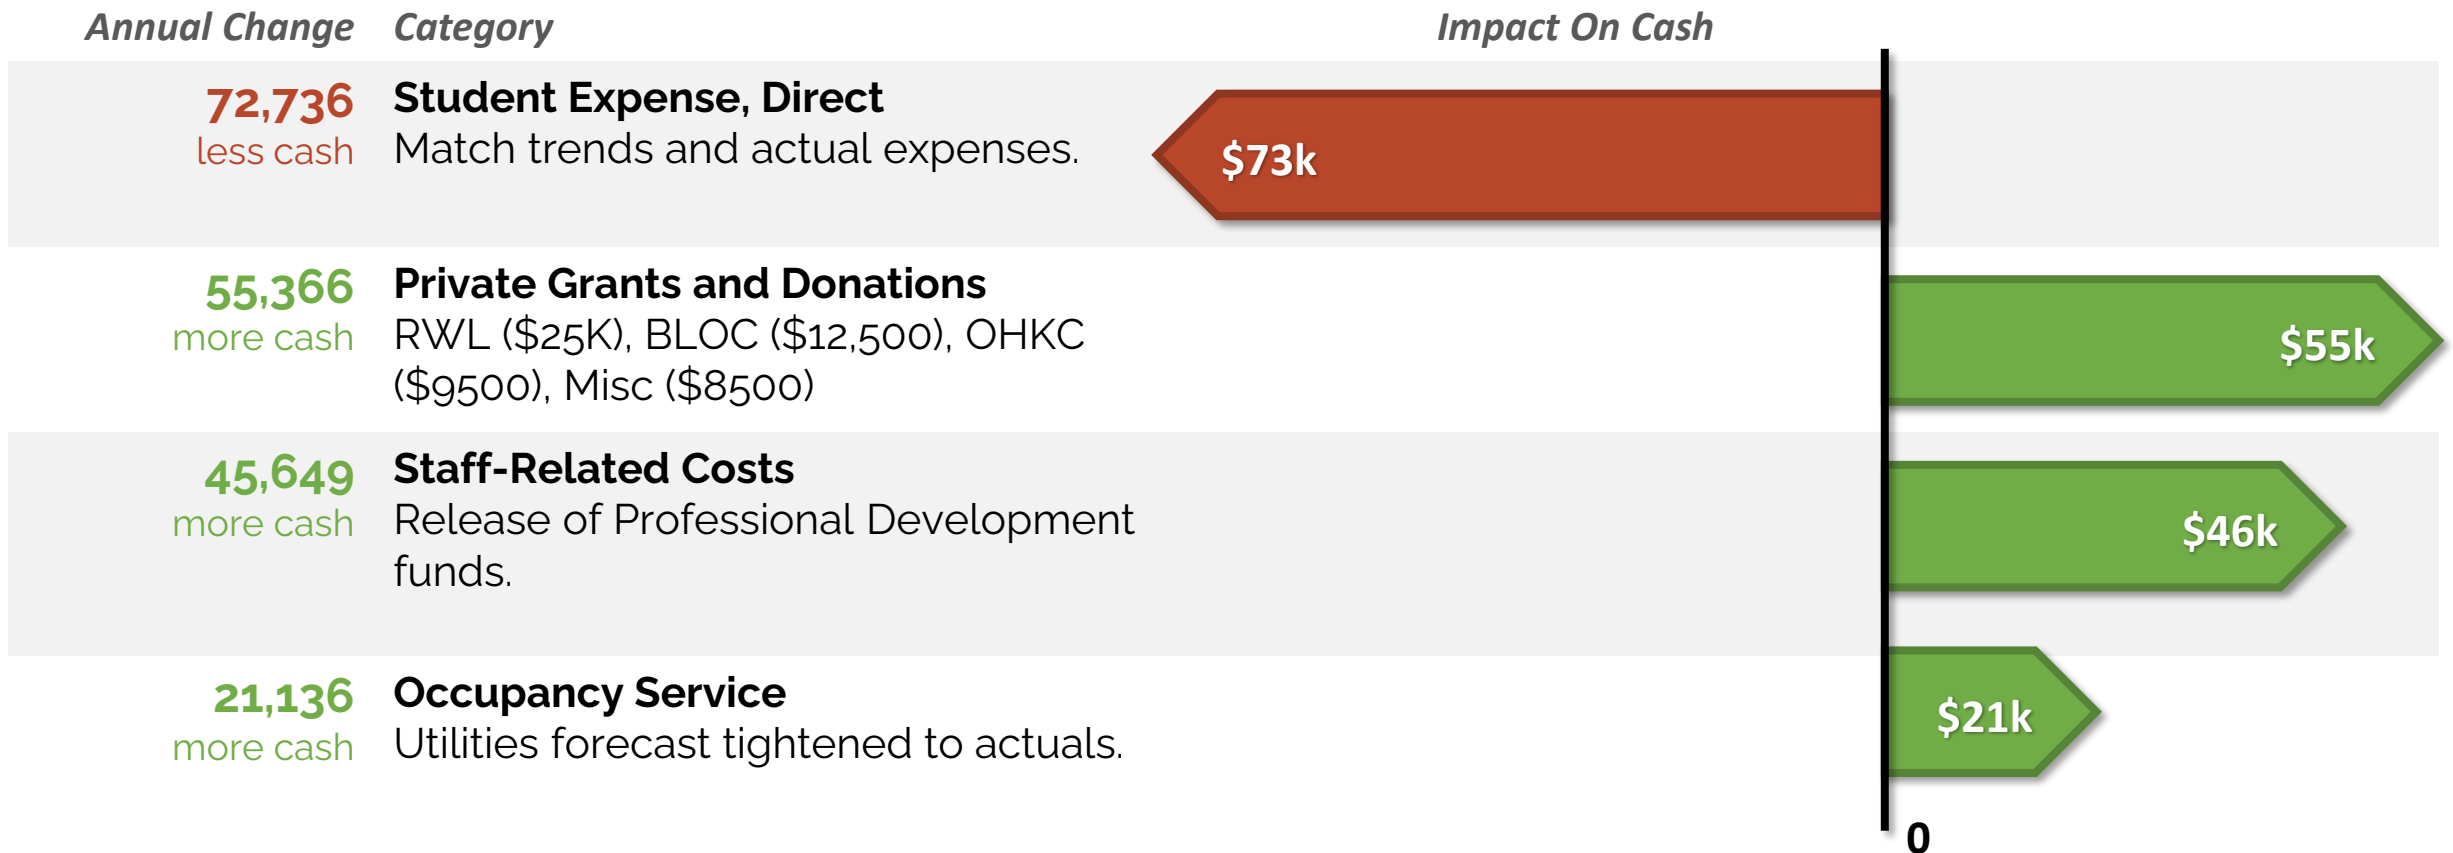 Annual Change Category Impact On Cash
72,736 Student Expense, Direct
less cash Match trends and actual expenses.
$73k
55,366 Private Grants and Donations
more cash RWL ($25K), BLOC ($12,500), OHKC
($9500), Misc ($8500)
$55k
45,649 Staff-Related Costs
more cash Release of Professional Development
funds.
$46k
21,136 Occupancy Service
more cash Utilities forecast tightened to actuals.
$21k
0